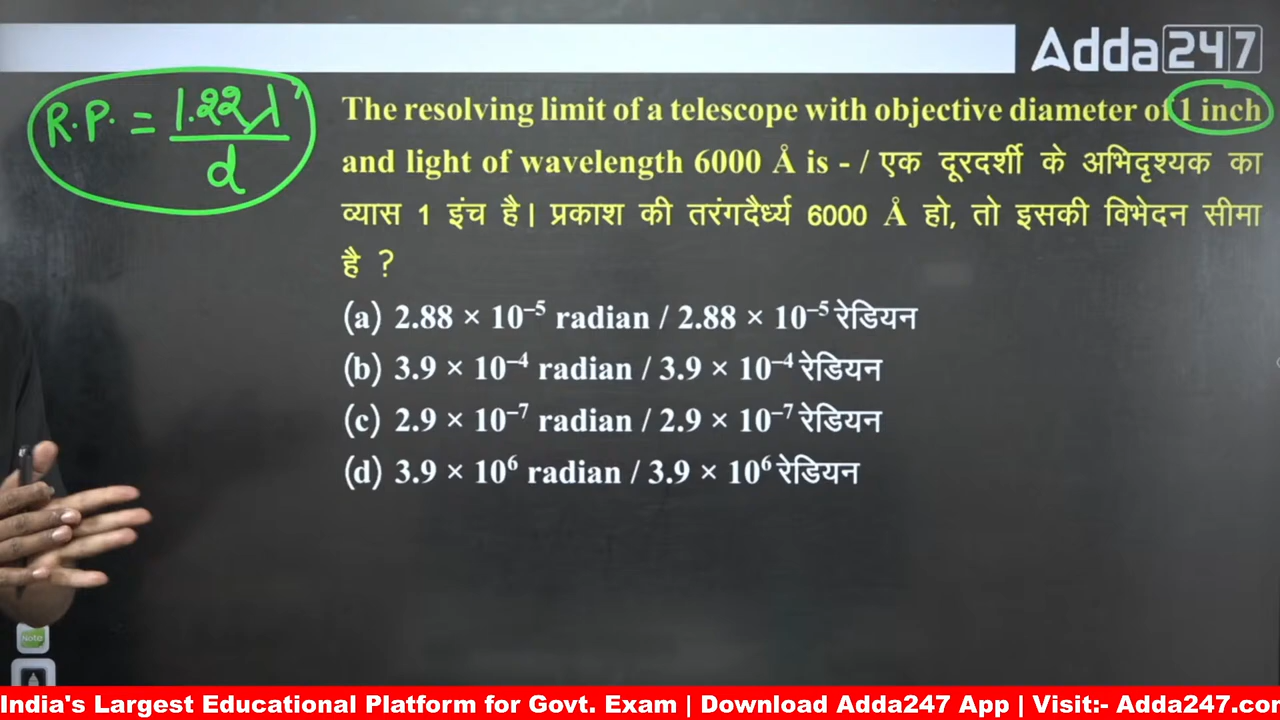 Adda247
R.P. = 1.22λ
d
The resolving limit of a telescope with objective diameter of 1 inch
and light of wavelength 6000 Å is - / एक दूरदर्शी के अभिदृश्यक का
व्यास 1 इंच है| प्रकाश की तरंगदैर्ध्य 6000 Å हो, तो इसकी विभेदन सीमा
है ?
(a) 2.88 × 10⁻⁵ radian / 2.88 × 10⁻⁵ रेडियन
(b) 3.9 × 10⁻⁴ radian / 3.9 × 10⁻⁴ रेडियन
(c) 2.9 × 10⁻⁷ radian / 2.9 × 10⁻⁷ रेडियन
(d) 3.9 × 10⁶ radian / 3.9 × 10⁶ रेडियन
Note
India's Largest Educational Platform for Govt. Exam | Download Adda247 App | Visit:- Adda247.co